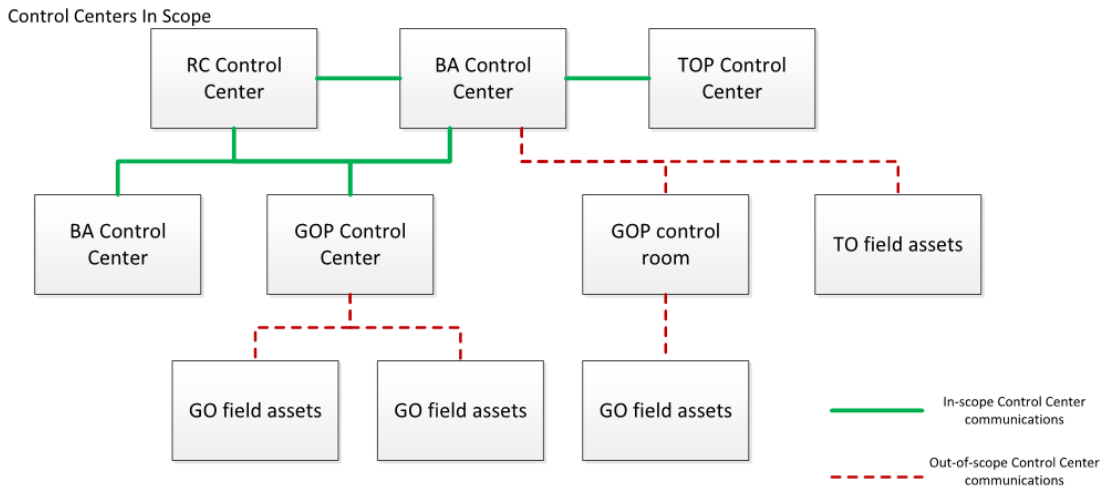 Control Centers In Scope
RC Control
Center
BA Control
Center
TOP Control
Center
BA Control
Center
GOP Control
Center
GOP control
room
TO field assets
GO field assets
GO field assets
GO field assets
In-scope Control Center
communications
Out-of-scope Control Center
communications